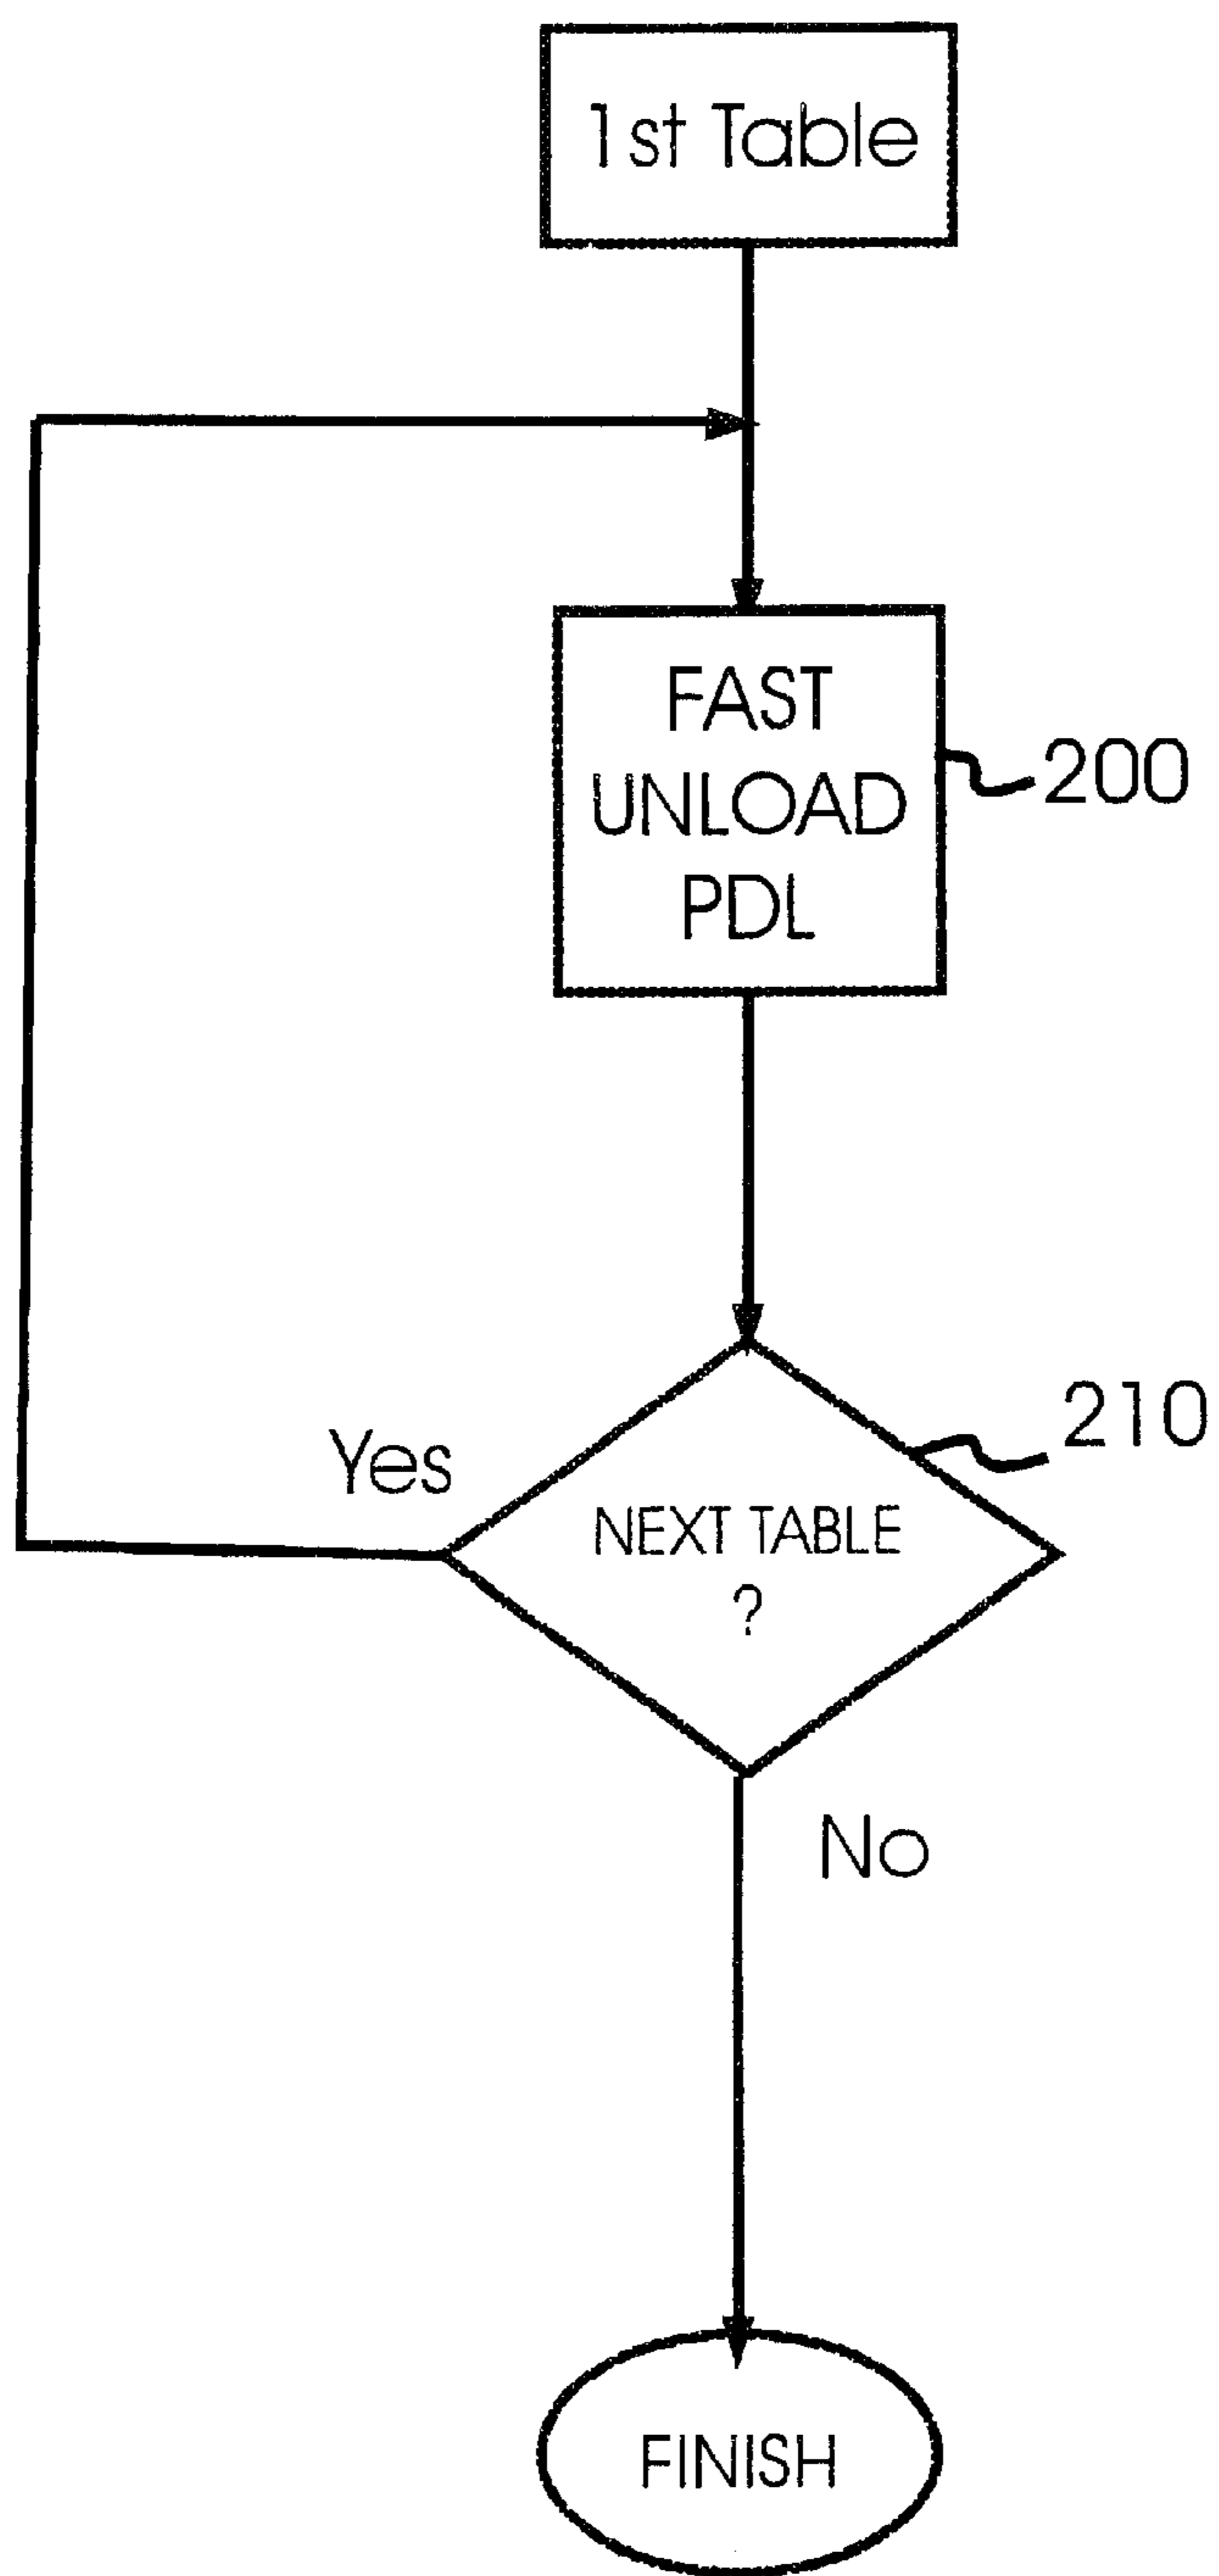 1st Table
FAST
UNLOAD
PDL
200
210
Yes
NEXT TABLE
?
No
FINISH